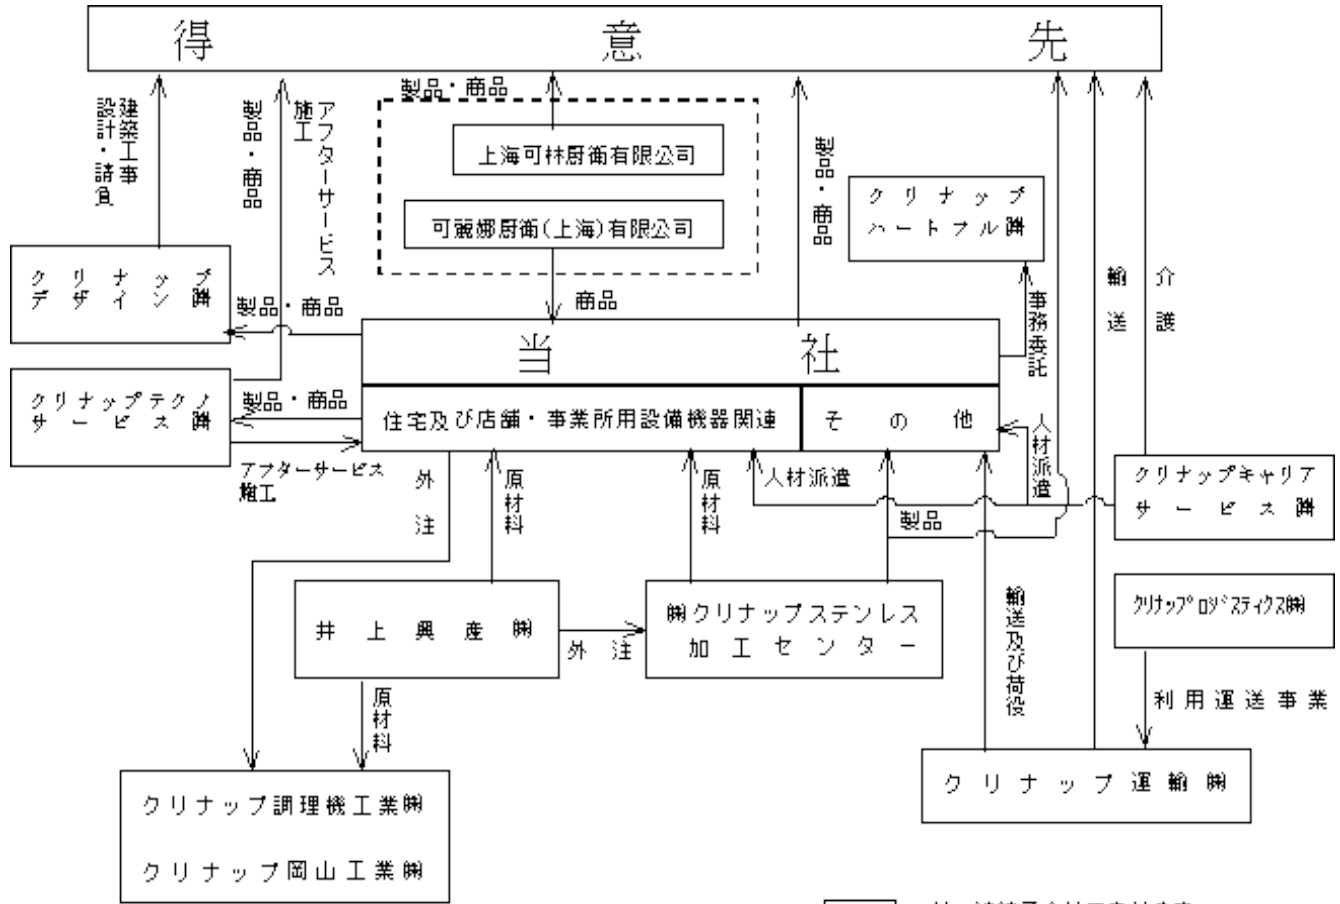 得意先
製品・商品
建築工事
設計・請負
製品・商品
アフターサービス
施工
上海可林厨衛有限公司
可麗娜厨衛(上海)有限公司
製品・商品
クリナップ
ハートフル㈱
クリナップ
デザイン㈱
製品・商品
商品
輸送
介護
事務委託
当社
クリナップテクノ
サービス㈱
製品・商品
住宅及び店舗・事業所用設備機器関連
その他
アフターサービス
施工
外注
原材料
原材料
人材派遣
人材派遣
製品
クリナップキャリア
サービス㈱
井上興産㈱
外注
㈱クリナップステンレス
加工センター
輸送及び荷役
クリナップロジスティクス㈱
原材料
利用運送事業
クリナップ運輸㈱
クリナップ調理機工業㈱
クリナップ岡山工業㈱